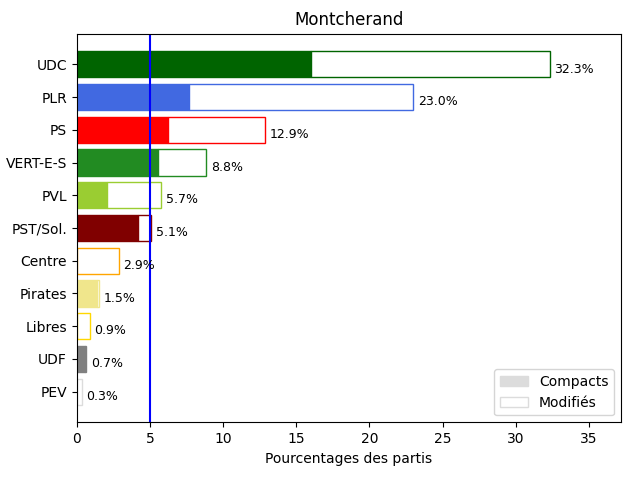 Montcherand
UDC 32.3%
PLR 23.0%
PS 12.9%
VERT-E-S 8.8%
PVL 5.7%
PST/Sol. 5.1%
Centre 2.9%
Pirates 1.5%
Libres 0.9%
UDF 0.7%
PEV 0.3%
Compacts
Modifiés
0 5 10 15 20 25 30 35
Pourcentages des partis